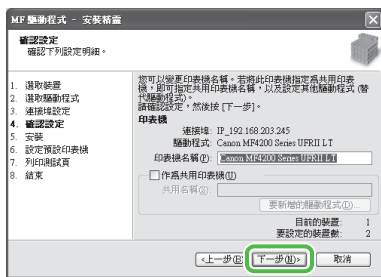 MF 驅動程式 - 安裝精靈
確認設定
確認下列設定明細。
1. 選取裝置
2. 選取驅動程式
3. 連接埠設定
4. 確認設定
5. 安裝
6. 設定預設印表機
7. 列印測試頁
8. 結束
您可以變更印表機名稱。若將此印表機指定爲共用印表
機，即可指定共用名稱，以及設定其他驅動程式 (替
代驅動程式)。
請確認設定，然後按 [下一步]。
印表機
連接埠: IP_192.168.203.245
驅動程式: Canon MF4200 Series UFRII LT
印表機名稱(P): Canon MF4200 Series UFRII LT
作爲共用印表機(U)
共用名稱(S):
要新增的驅動程式(D)...
目前的裝置: 1
要設定的裝置數: 2
<上一步(B) 下一步(N)> 取消